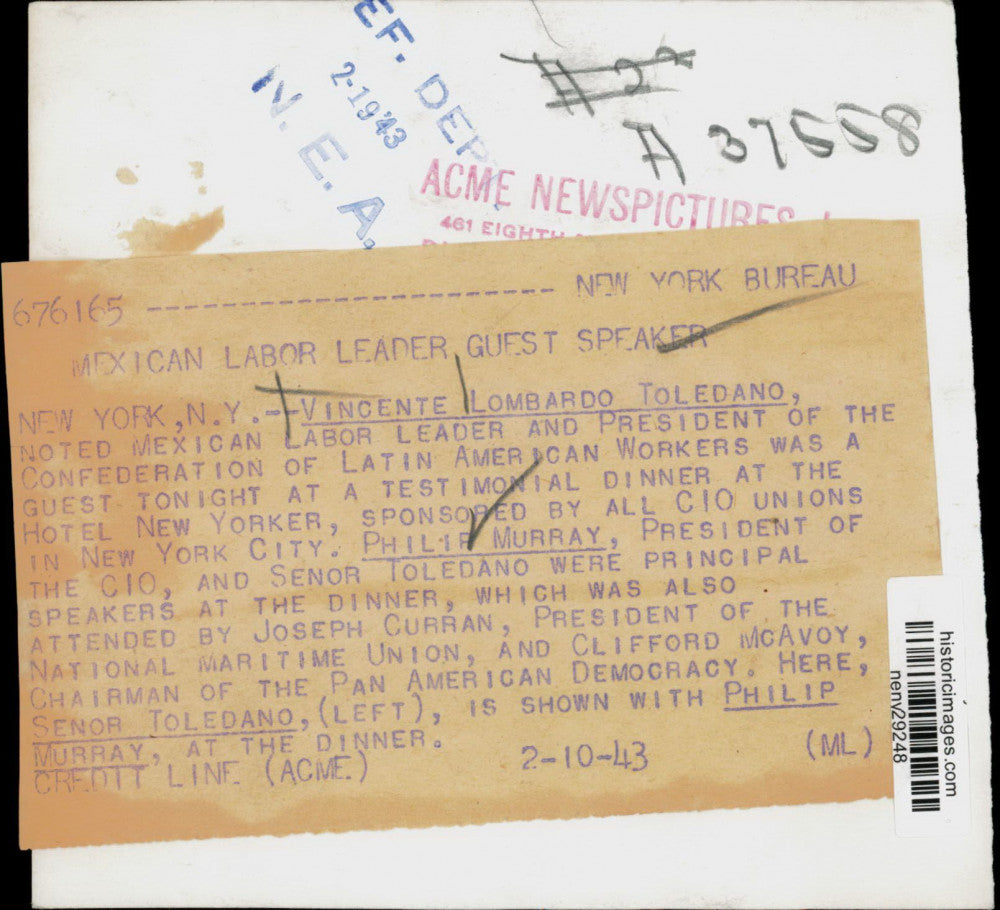 EF. DEP
2-1943
N. E. A.
# 22
A 37558
ACME NEWSPICTURES
461 EIGHTH
676165 ------------------------ NEW YORK BUREAU
MEXICAN LABOR LEADER GUEST SPEAKER
NEW YORK, N.Y.--VINCENTE LOMBARDO TOLEDANO,
NOTED MEXICAN LABOR LEADER AND PRESIDENT OF THE
CONFEDERATION OF LATIN AMERICAN WORKERS WAS A
GUEST TONIGHT AT A TESTIMONIAL DINNER AT THE
HOTEL NEW YORKER, SPONSORED BY ALL CIO UNIONS
IN NEW YORK CITY. PHILIP MURRAY, PRESIDENT OF
THE CIO, AND SENOR TOLEDANO WERE PRINCIPAL
SPEAKERS AT THE DINNER, WHICH WAS ALSO
ATTENDED BY JOSEPH CURRAN, PRESIDENT OF THE
NATIONAL MARITIME UNION, AND CLIFFORD McAVOY,
CHAIRMAN OF THE PAN AMERICAN DEMOCRACY. HERE,
SENOR TOLEDANO, (LEFT), IS SHOWN WITH PHILIP
MURRAY, AT THE DINNER.
CREDIT LINE (ACME) 2-10-43 (ML)
historicimages.com
neny29248